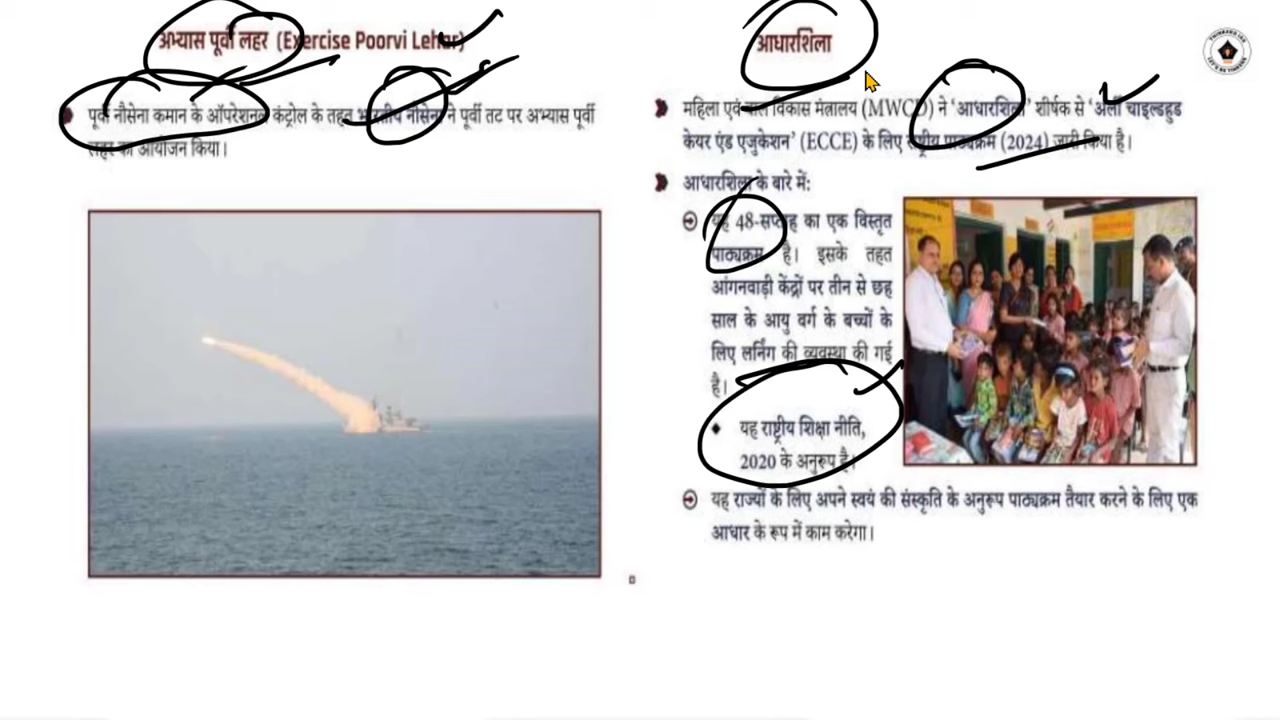 अभ्यास पूर्वी लहर (Exercise Poorvi Lehar)
पूर्वी नौसेना कमान के ऑपरेशनल कंट्रोल के तहत भारतीय नौसेना ने पूर्वी तट पर अभ्यास पूर्वी
लहर का आयोजन किया।
आधारशिला
महिला एवं बाल विकास मंत्रालय (MWCD) ने 'आधारशिला' शीर्षक से 'अर्ली चाइल्डहुड
केयर एंड एजुकेशन' (ECCE) के लिए राष्ट्रीय पाठ्यक्रम (2024) जारी किया है।
आधारशिला के बारे में:
यह 48-सप्ताह का एक विस्तृत
पाठ्यक्रम है। इसके तहत
आंगनवाड़ी केंद्रों पर तीन से छह
साल के आयु वर्ग के बच्चों के
लिए लर्निंग की व्यवस्था की गई
है।
यह राष्ट्रीय शिक्षा नीति,
2020 के अनुरूप है।
यह राज्यों के लिए अपने स्वयं की संस्कृति के अनुरूप पाठ्यक्रम तैयार करने के लिए एक
आधार के रूप में काम करेगा।